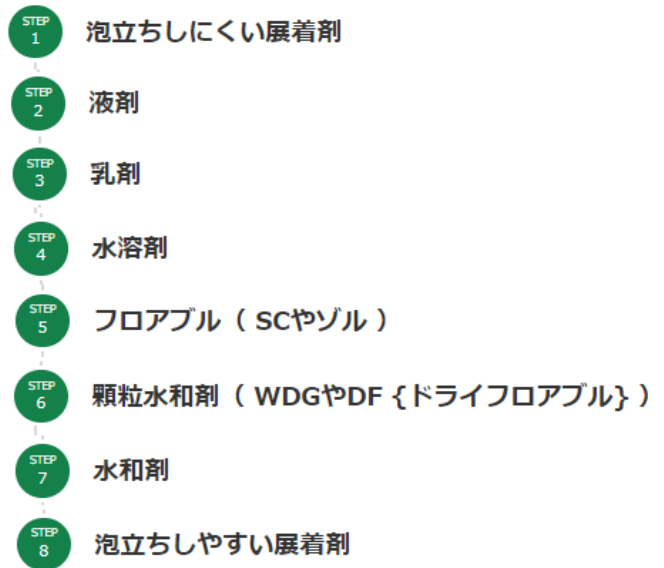 STEP
1
泡立ちしにくい展着剤
STEP
2
液剤
STEP
3
乳剤
STEP
4
水溶剤
STEP
5
フロアブル（ SCやゾル ）
STEP
6
顆粒水和剤（ WDGやDF {ドライフロアブル} ）
STEP
7
水和剤
STEP
8
泡立ちしやすい展着剤